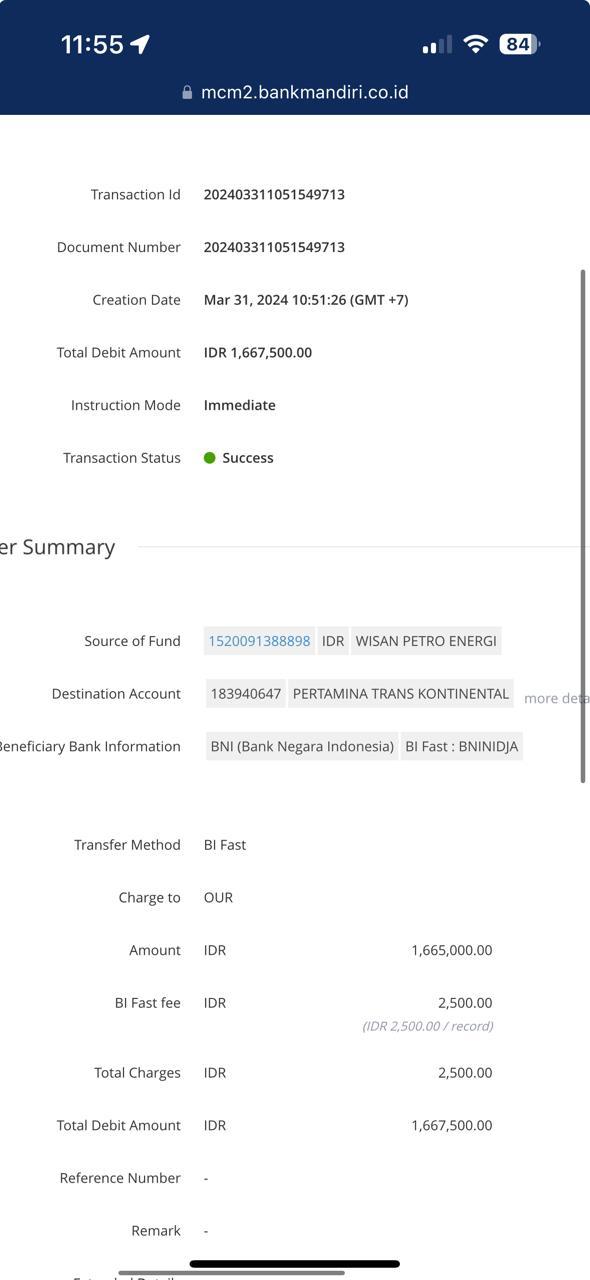 11:55
84
mcm2.bankmandiri.co.id
Transaction Id 202403311051549713
Document Number 202403311051549713
Creation Date Mar 31, 2024 10:51:26 (GMT +7)
Total Debit Amount IDR 1,667,500.00
Instruction Mode Immediate
Transaction Status Success
er Summary
Source of Fund 1520091388898 IDR WISAN PETRO ENERGI
Destination Account 183940647 PERTAMINA TRANS KONTINENTAL more deta
Beneficiary Bank Information BNI (Bank Negara Indonesia) BI Fast : BNINIDJA
Transfer Method BI Fast
Charge to OUR
Amount IDR 1,665,000.00
BI Fast fee IDR 2,500.00
(IDR 2,500.00 / record)
Total Charges IDR 2,500.00
Total Debit Amount IDR 1,667,500.00
Reference Number -
Remark -